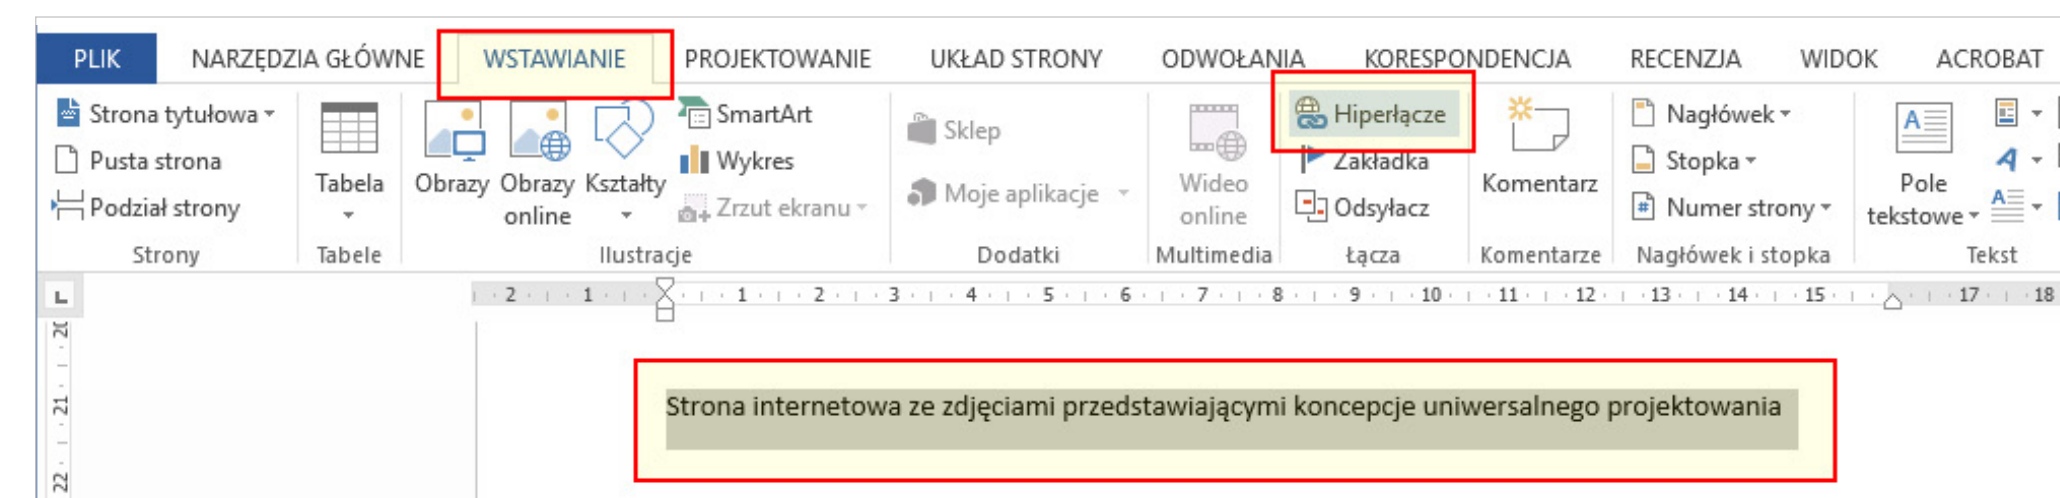 PLIK NARZĘDZIA GŁÓWNE WSTAWIANIE PROJEKTOWANIE UKŁAD STRONY ODWOŁANIA KORESPONDENCJA RECENZJA WIDOK ACROBAT
Strona tytułowa
Pusta strona
Podział strony
Strony
Tabela
Tabele
Obrazy
Obrazy online
Kształty
SmartArt
Wykres
Zrzut ekranu
Ilustracje
Sklep
Moje aplikacje
Dodatki
Wideo online
Multimedia
Hiperłącze
Zakładka
Odsyłacz
Łącza
Komentarz
Komentarze
Nagłówek
Stopka
Numer strony
Nagłówek i stopka
A
Pole tekstowe
A
A
Tekst
L
2 1 1 2 3 4 5 6 7 8 9 10 11 12 13 14 15 17 18
20
21
22
Strona internetowa ze zdjęciami przedstawiającymi koncepcje uniwersalnego projektowania